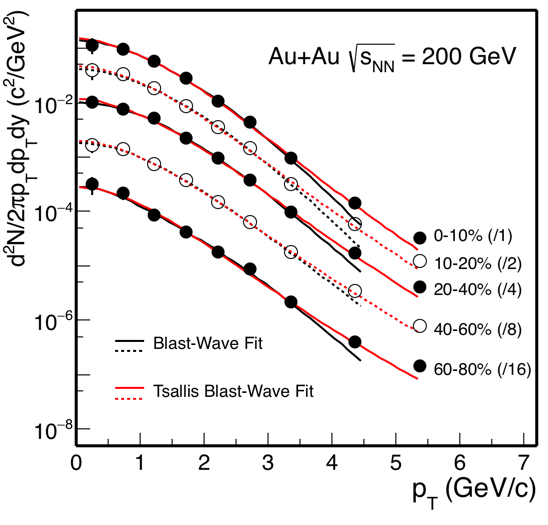 Au+Au √s_NN = 200 GeV
d²N/2πp_Tdp_Tdy (c²/GeV²)
10⁻²
10⁻⁴
10⁻⁶
10⁻⁸
0-10% (/1)
10-20% (/2)
20-40% (/4)
40-60% (/8)
60-80% (/16)
Blast-Wave Fit
Tsallis Blast-Wave Fit
0 1 2 3 4 5 6 7
p_T (GeV/c)